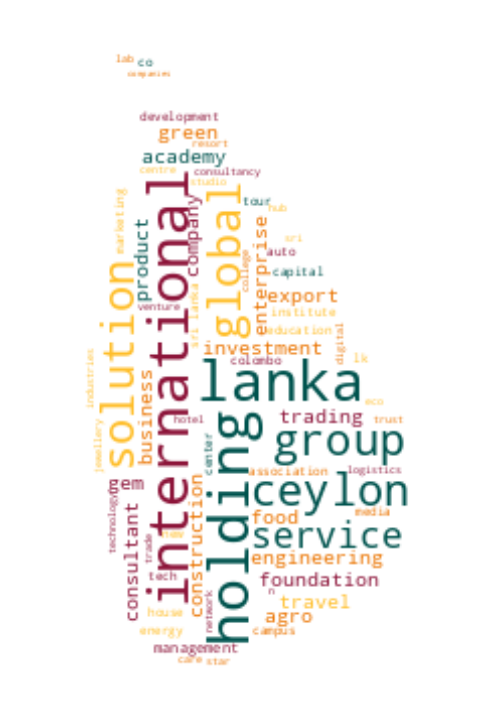 lab
co
companies
development
green
resort
academy
centre
consultancy
studio
international
company
global
marketing
product
tour
hub
sri
auto
college
enterprise
capital
solution
venture
sri lanka
export
institute
education
digital
investment
colombo
lk
industries
business
lanka
eco
hotel
holding
trading
trust
jewellery
center
group
association
logistics
gem
ceylon
technology
consultant
construction
food
media
new
trade
service
engineering
tech
foundation
n
network
travel
house
agro
energy
campus
management
care
star